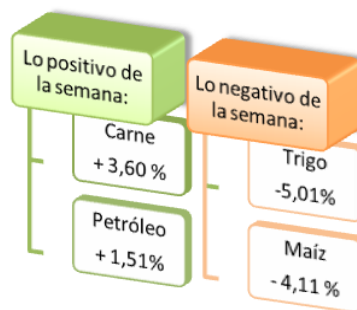 Lo positivo de
la semana:
Carne
+ 3,60 %
Petróleo
+ 1,51%
Lo negativo de
la semana:
Trigo
-5,01%
Maíz
- 4,11 %